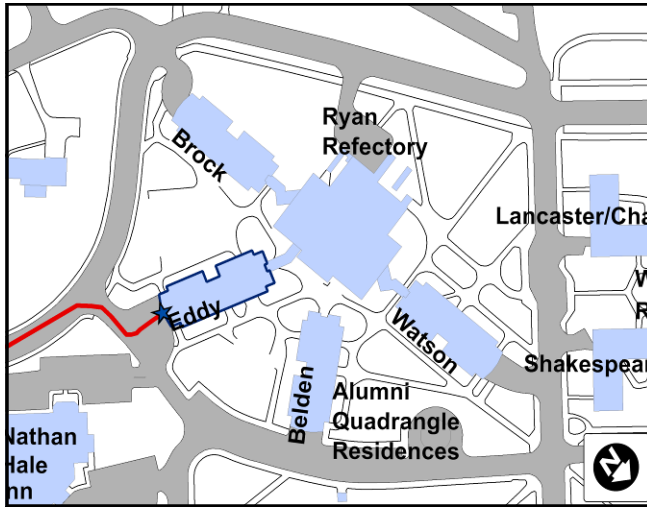 Ryan
Refectory
Brock
Lancaster/Cha
W
R
Eddy
Watson
Shakespear
Belden
Alumni
Quadrangle
Residences
Nathan
Hale
nn